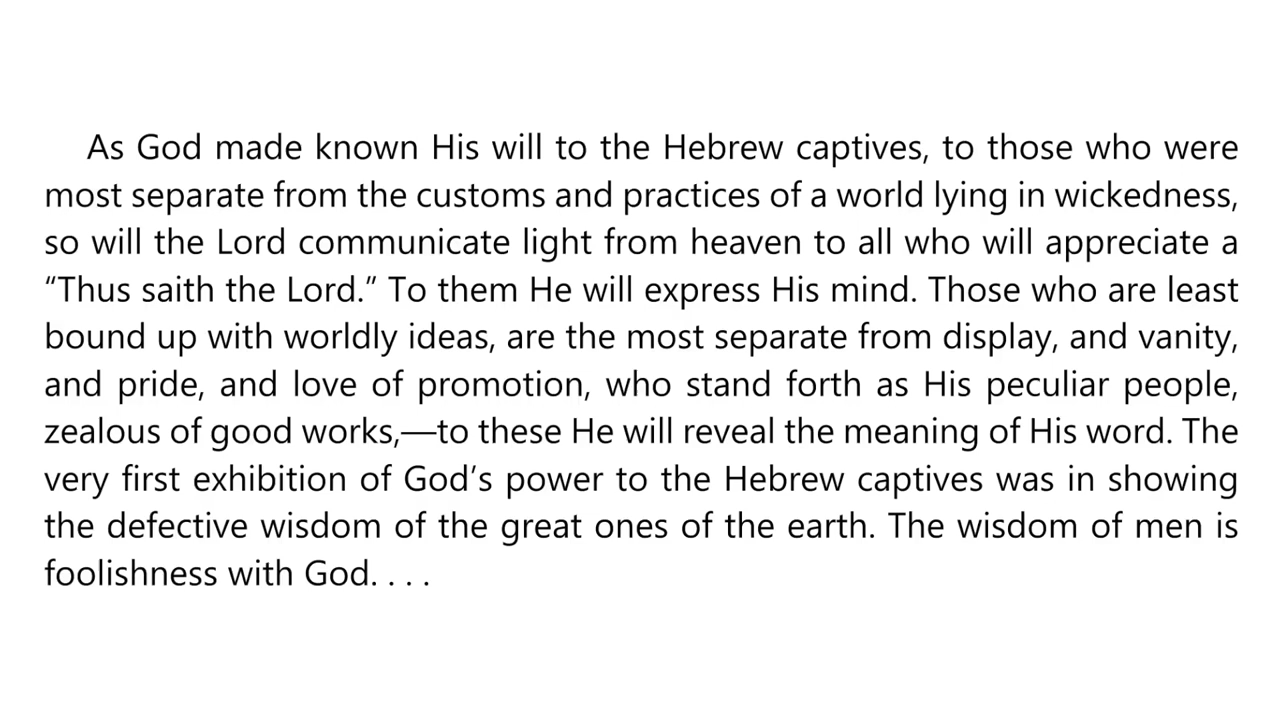 As God made known His will to the Hebrew captives, to those who were
most separate from the customs and practices of a world lying in wickedness,
so will the Lord communicate light from heaven to all who will appreciate a
“Thus saith the Lord.” To them He will express His mind. Those who are least
bound up with worldly ideas, are the most separate from display, and vanity,
and pride, and love of promotion, who stand forth as His peculiar people,
zealous of good works,—to these He will reveal the meaning of His word. The
very first exhibition of God’s power to the Hebrew captives was in showing
the defective wisdom of the great ones of the earth. The wisdom of men is
foolishness with God. . . .